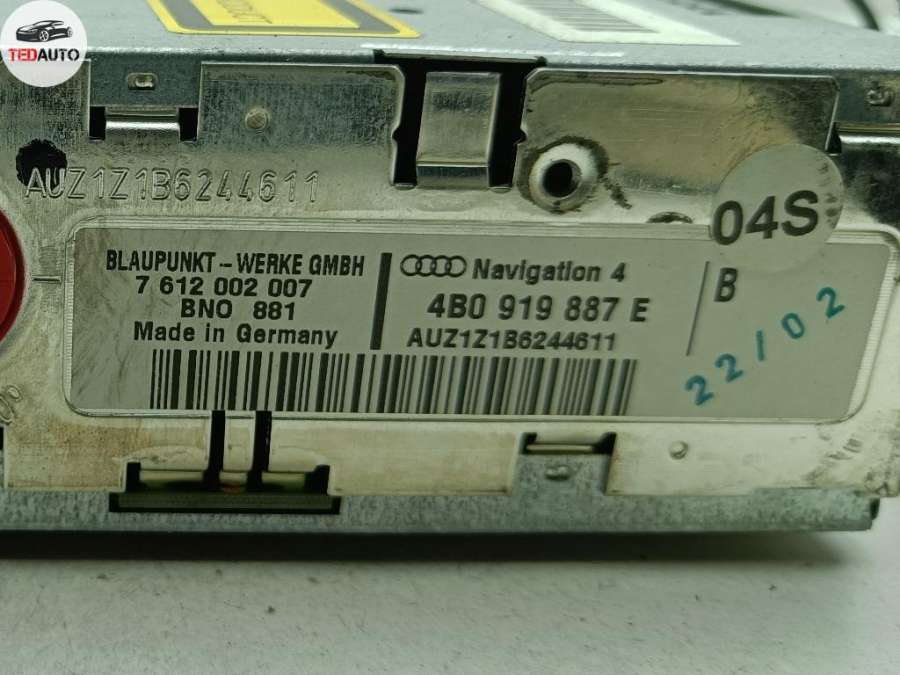 TEDAUTO
AUZ1Z1B6244611
04S
BLAUPUNKT-WERKE GMBH
7 612 002 007
BNO 881
Made in Germany
Navigation 4
4B0 919 887 E
AUZ1Z1B6244611
B
22/02